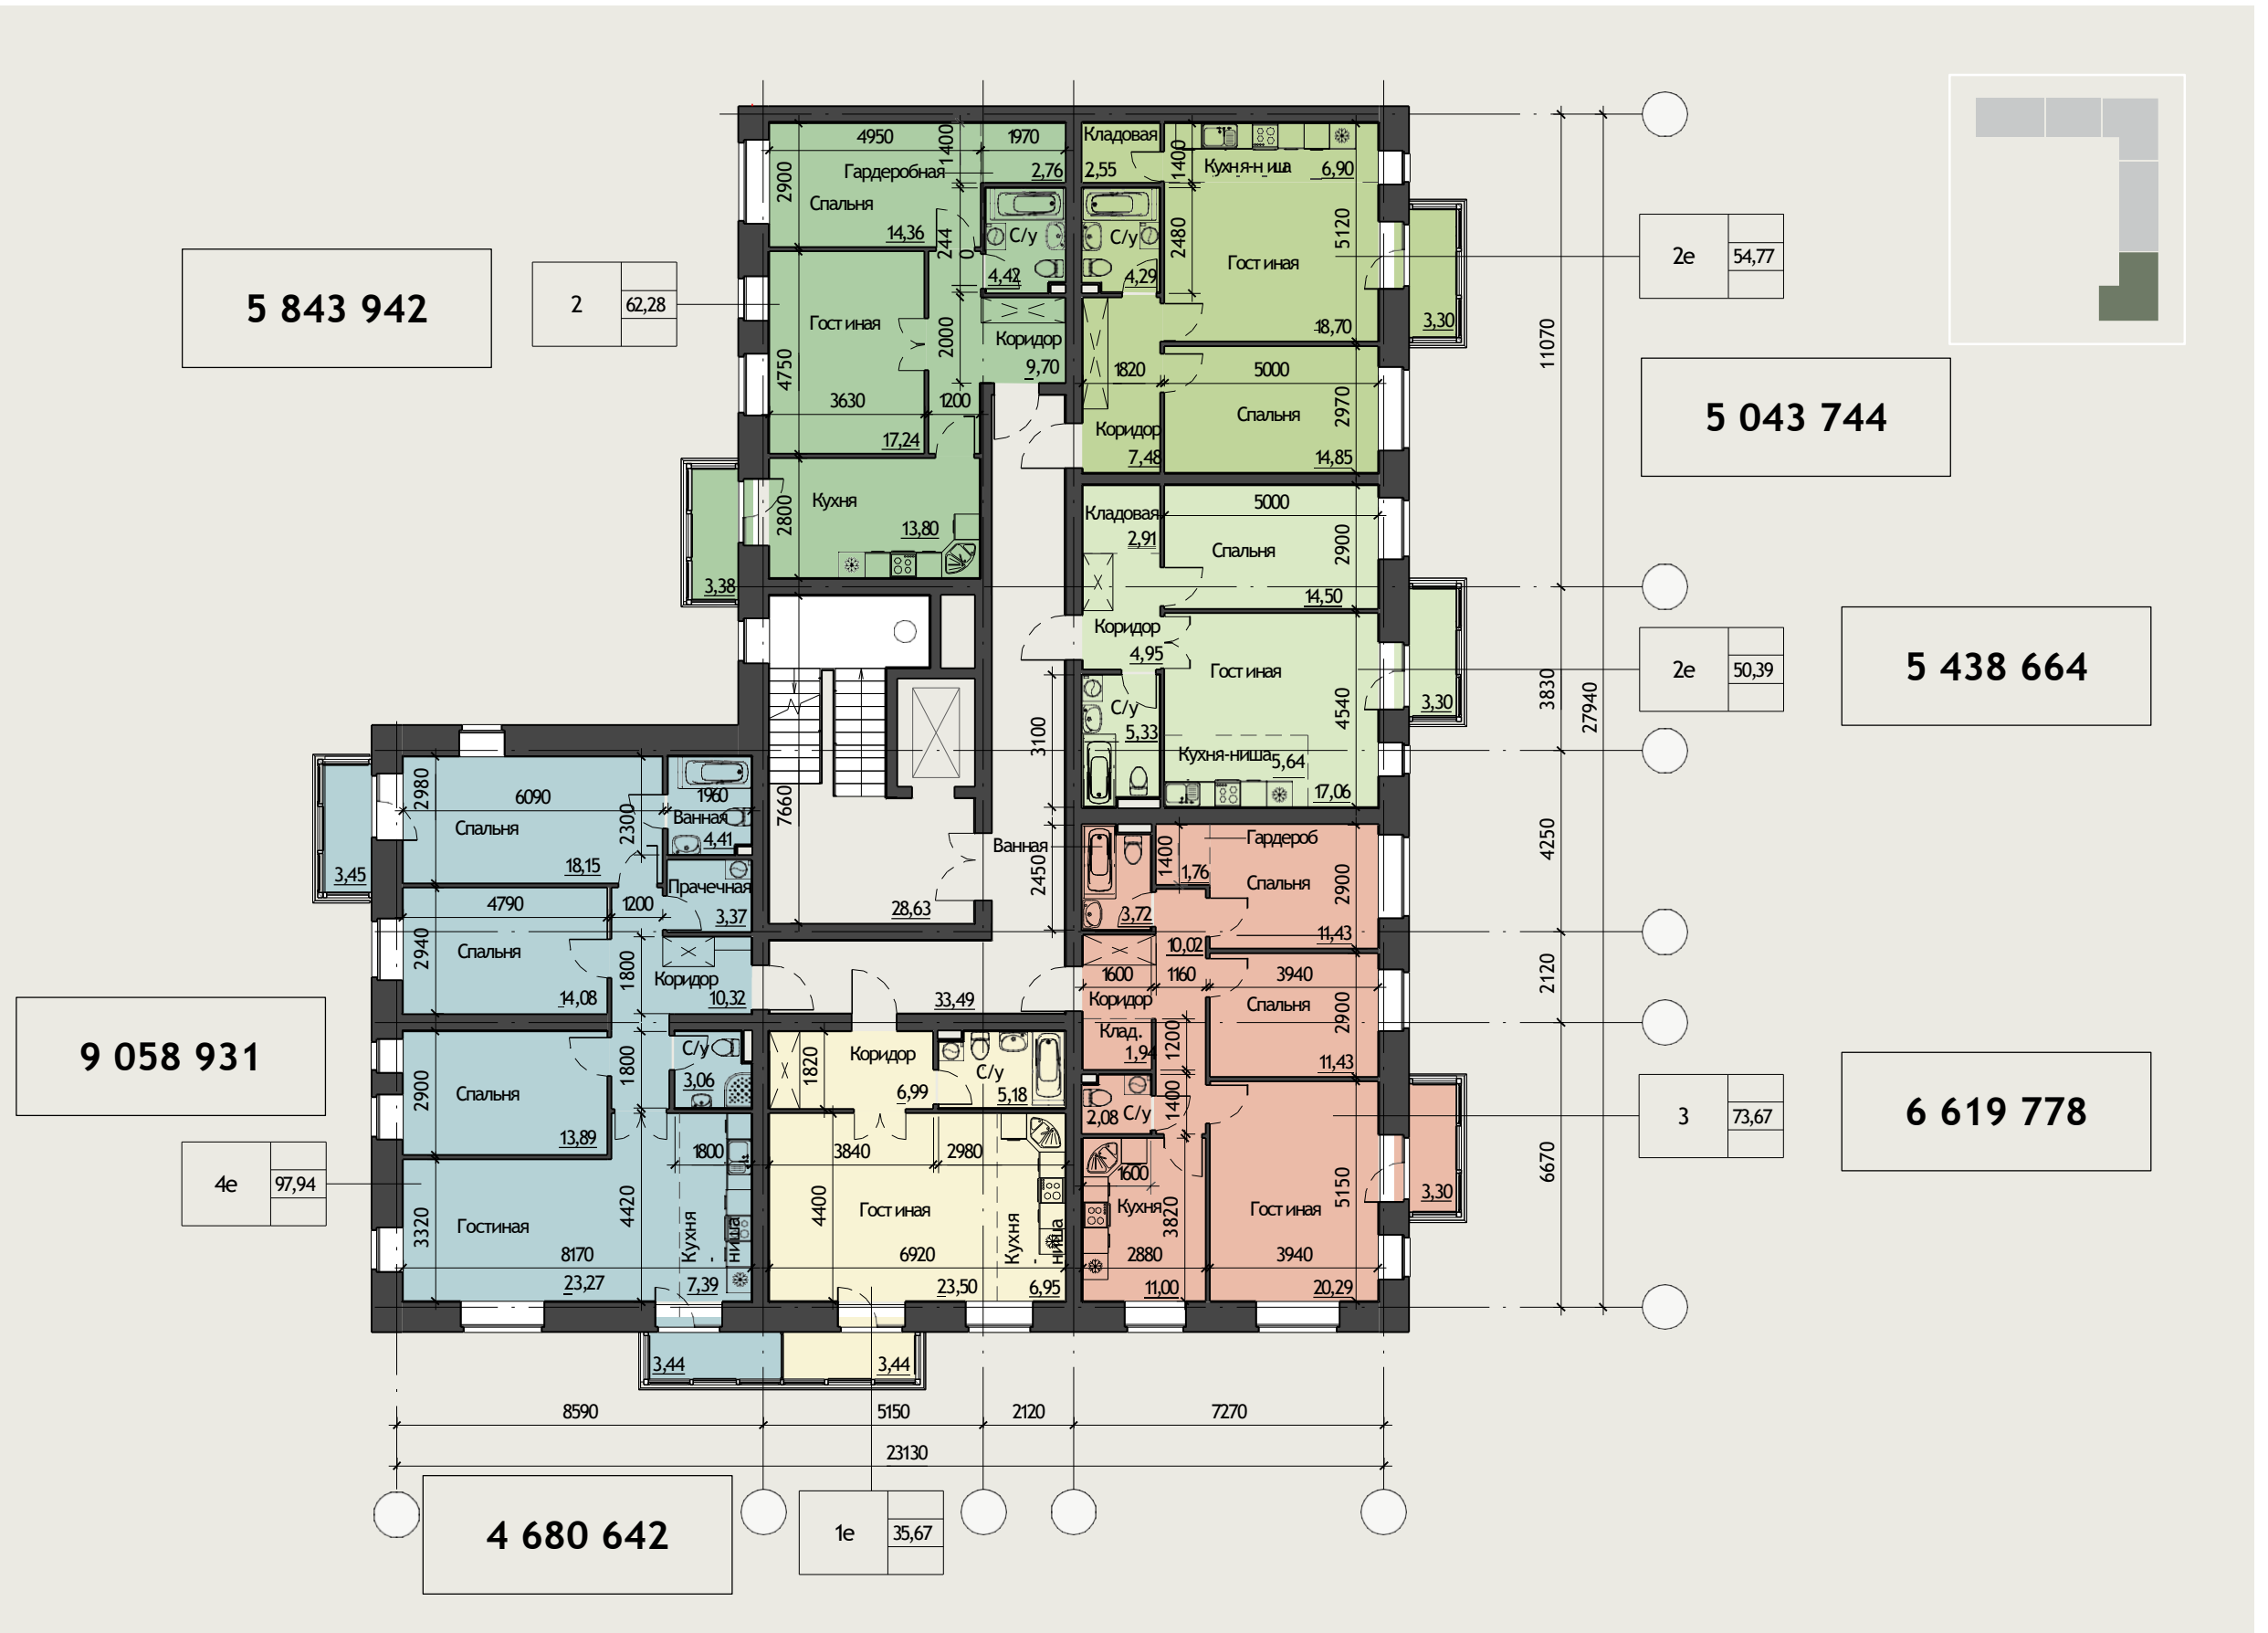 4950
1400
1970
2900
Гардеробная
2,76
Спальня
14,36
244
0
С/у
4,42
Кладовая
2,55
1400
Кухня-ниша
6,90
С/у
4,29
2480
5120
Гостиная
18,70
3,30
2е
54,77
5 843 942
2
62,28
Гостиная
4750
2000
Коридор
9,70
3630
1200
17,24
1820
5000
Спальня
2970
Коридор
7,48
14,85
11070
5 043 744
Кухня
2800
13,80
3,38
Кладовая
2,91
5000
Спальня
2900
14,50
Коридор
4,95
Гостиная
4540
С/у
5,33
3100
Кухня-ниша
5,64
17,06
3,30
2е
50,39
5 438 664
3830
27940
2980
6090
2300
1960
Ванная
4,41
Спальня
18,15
3,45
7660
28,63
Ванная
2450
3,72
1400
1,76
Гардероб
Спальня
2900
11,43
4250
4790
1200
Прачечная
3,37
2940
Спальня
14,08
1800
Коридор
10,32
33,49
10,02
1600
1160
3940
Коридор
Спальня
2900
11,43
2120
Клад.
1,94
1200
9 058 931
2900
Спальня
13,89
1800
С/у
3,06
1820
Коридор
6,99
С/у
5,18
2,08
С/у
1400
3
73,67
6 619 778
6670
4е
97,94
1800
4420
3320
Гостиная
8170
23,27
Кухня
-ниша
7,39
3840
2980
4400
Гостиная
6920
23,50
Кухня
-ниша
6,95
1600
Кухня
3820
2880
11,00
Гостиная
5150
3940
20,29
3,30
3,44
3,44
8590
5150
2120
7270
23130
4 680 642
1е
35,67